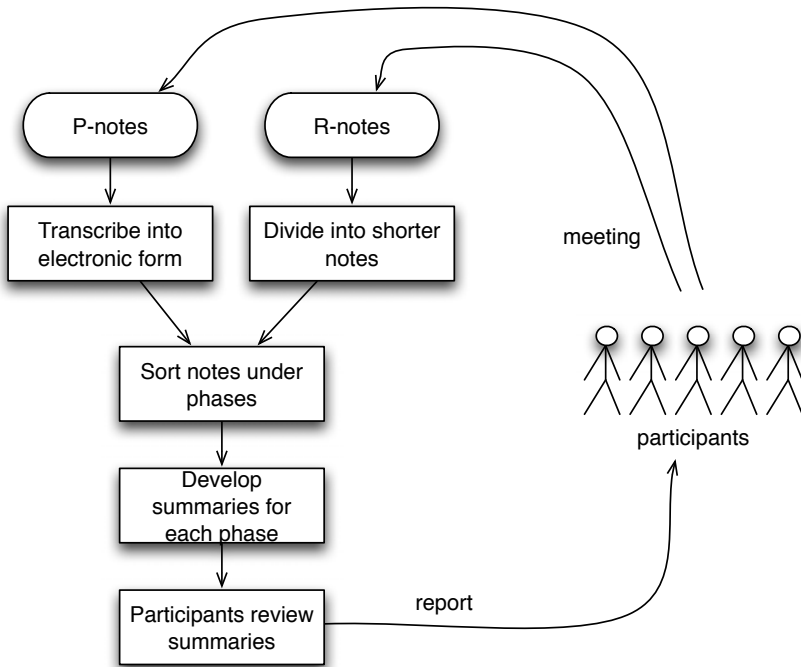 P-notes
R-notes
Transcribe into
electronic form
Divide into shorter
notes
meeting
Sort notes under
phases
participants
Develop
summaries for
each phase
Participants review
summaries
report